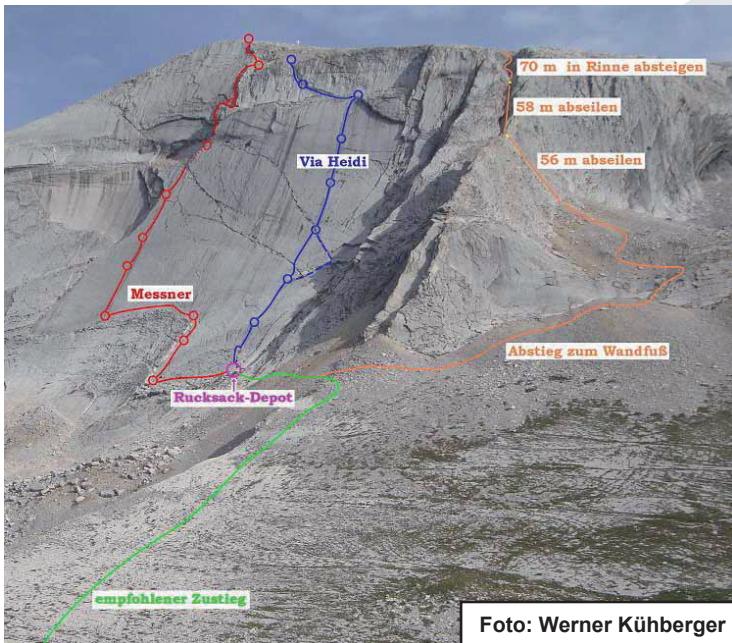 70 m in Rinne absteigen
58 m abseilen
Via Heidi
56 m abseilen
Messner
Abstieg zum Wandfuß
Rucksack-Depot
empfohlener Zustieg
Foto: Werner Kühberger